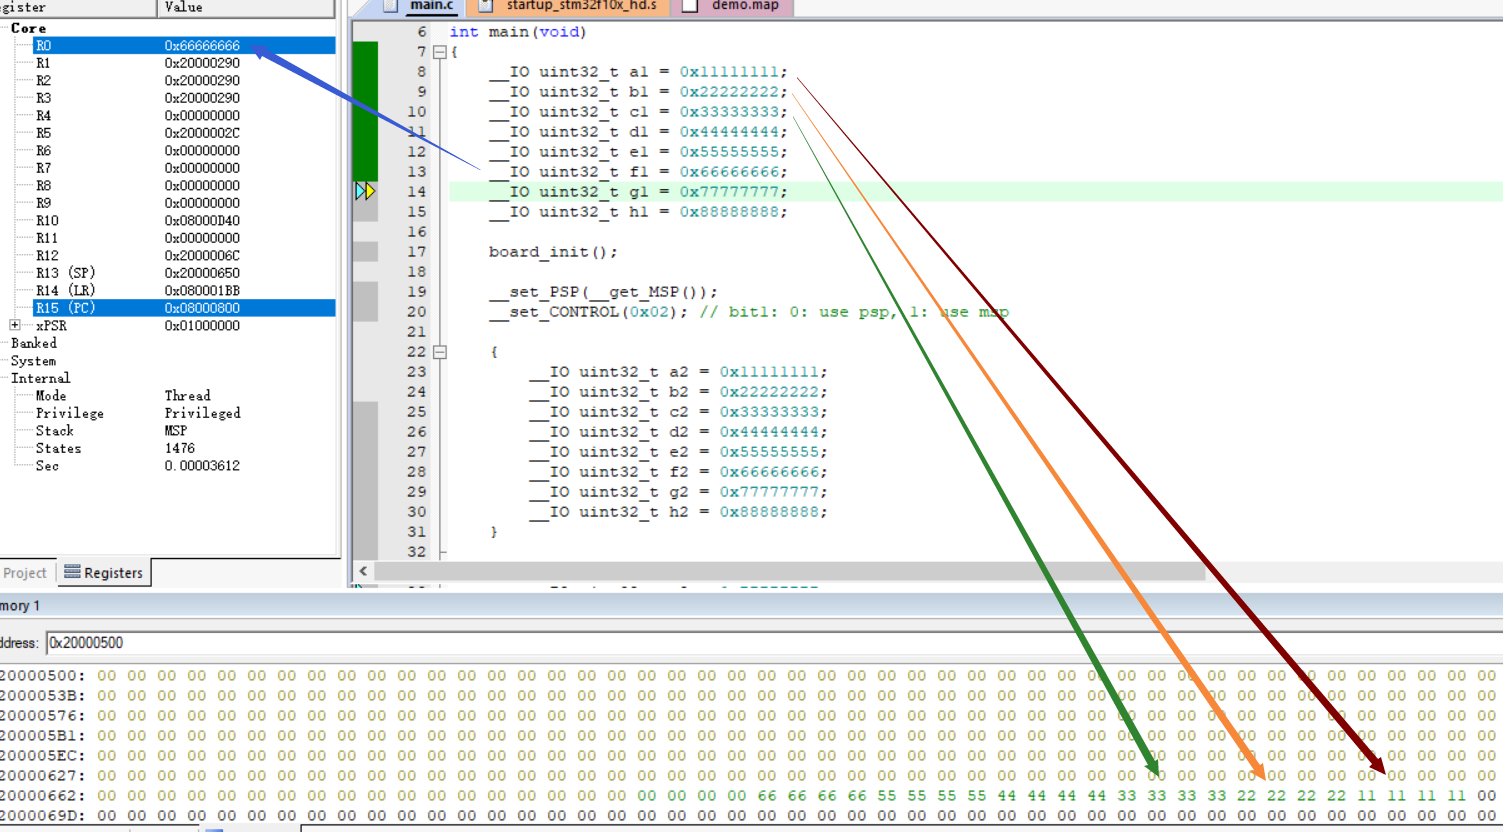 egister Value
Core
R0 0x66666666
R1 0x20000290
R2 0x20000290
R3 0x20000290
R4 0x00000000
R5 0x2000002C
R6 0x00000000
R7 0x00000000
R8 0x00000000
R9 0x00000000
R10 0x08000D40
R11 0x00000000
R12 0x2000006C
R13 (SP) 0x20000650
R14 (LR) 0x080001BB
R15 (PC) 0x08000800
xPSR 0x01000000
Banked
System
Internal
Mode Thread
Privilege Privileged
Stack MSP
States 1476
Sec 0.00003612
Project Registers
main.c startup_stm32f10x_hd.s demo.map
6 int main(void)
7 {
8 __IO uint32_t a1 = 0x11111111;
9 __IO uint32_t b1 = 0x22222222;
10 __IO uint32_t c1 = 0x33333333;
11 __IO uint32_t d1 = 0x44444444;
12 __IO uint32_t e1 = 0x55555555;
13 __IO uint32_t f1 = 0x66666666;
14 __IO uint32_t g1 = 0x77777777;
15 __IO uint32_t h1 = 0x88888888;
16
17 board_init();
18
19 __set_PSP(__get_MSP());
20 __set_CONTROL(0x02); // bit1: 0: use psp, 1: use msp
21
22 {
23 __IO uint32_t a2 = 0x11111111;
24 __IO uint32_t b2 = 0x22222222;
25 __IO uint32_t c2 = 0x33333333;
26 __IO uint32_t d2 = 0x44444444;
27 __IO uint32_t e2 = 0x55555555;
28 __IO uint32_t f2 = 0x66666666;
29 __IO uint32_t g2 = 0x77777777;
30 __IO uint32_t h2 = 0x88888888;
31 }
32
mory 1
ddress: 0x20000500
20000500: 00 00 00 00 00 00 00 00 00 00 00 00 00 00 00 00 00 00 00 00 00 00 00 00 00 00 00 00 00 00 00 00 00 00 00 00 00 00 00 00 00 00 00 00 00 00 00
2000053B: 00 00 00 00 00 00 00 00 00 00 00 00 00 00 00 00 00 00 00 00 00 00 00 00 00 00 00 00 00 00 00 00 00 00 00 00 00 00 00 00 00 00 00 00 00 00 00
20000576: 00 00 00 00 00 00 00 00 00 00 00 00 00 00 00 00 00 00 00 00 00 00 00 00 00 00 00 00 00 00 00 00 00 00 00 00 00 00 00 00 00 00 00 00 00 00 00
200005B1: 00 00 00 00 00 00 00 00 00 00 00 00 00 00 00 00 00 00 00 00 00 00 00 00 00 00 00 00 00 00 00 00 00 00 00 00 00 00 00 00 00 00 00 00 00 00 00
200005EC: 00 00 00 00 00 00 00 00 00 00 00 00 00 00 00 00 00 00 00 00 00 00 00 00 00 00 00 00 00 00 00 00 00 00 00 00 00 00 00 00 00 00 00 00 00 00 00
20000627: 00 00 00 00 00 00 00 00 00 00 00 00 00 00 00 00 00 00 00 00 00 00 00 00 00 00 00 00 00 00 00 00 00 00 00 00 00 00 00 00 00 00 00 00 00 00 00
20000662: 00 00 00 00 00 00 00 00 00 00 00 00 00 00 00 00 00 00 00 00 00 00 66 66 66 66 55 55 55 55 44 44 44 44 33 33 33 33 22 22 22 22 11 11 11 11 00
2000069D: 00 00 00 00 00 00 00 00 00 00 00 00 00 00 00 00 00 00 00 00 00 00 00 00 00 00 00 00 00 00 00 00 00 00 00 00 00 00 00 00 00 00 00 00 00 00 00